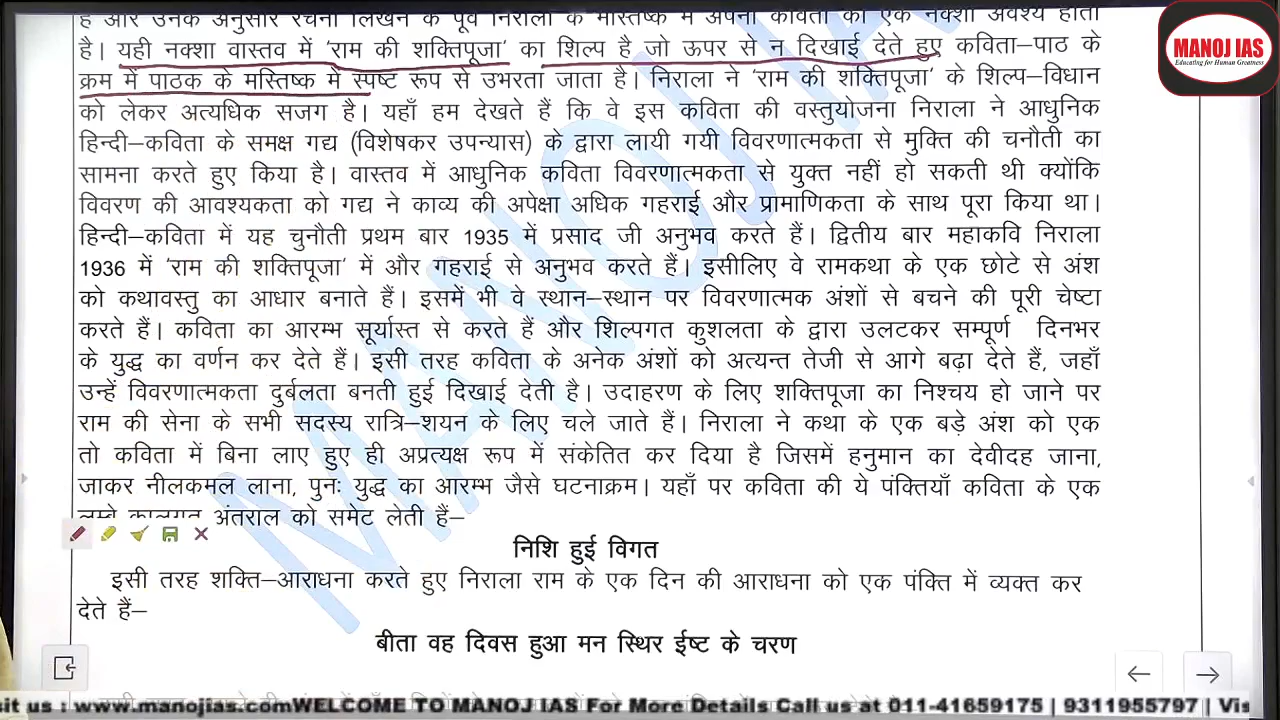 है और उनके अनुसार रचना लिखने के पूर्व निराला के मस्तिष्क में अपनी कविता का एक नक्शा अवश्य होता
है। यही नक्शा वास्तव में 'राम की शक्तिपूजा' का शिल्प है जो ऊपर से न दिखाई देते हुए कविता–पाठ के
क्रम में पाठक के मस्तिष्क में स्पष्ट रूप से उभरता जाता है। निराला ने 'राम की शक्तिपूजा' के शिल्प–विधान
को लेकर अत्यधिक सजग है। यहाँ हम देखते हैं कि वे इस कविता की वस्तुयोजना निराला ने आधुनिक
हिन्दी–कविता के समक्ष गद्य (विशेषकर उपन्यास) के द्वारा लायी गयी विवरणात्मकता से मुक्ति की चनौती का
सामना करते हुए किया है। वास्तव में आधुनिक कविता विवरणात्मकता से युक्त नहीं हो सकती थी क्योंकि
विवरण की आवश्यकता को गद्य ने काव्य की अपेक्षा अधिक गहराई और प्रामाणिकता के साथ पूरा किया था।
हिन्दी–कविता में यह चुनौती प्रथम बार 1935 में प्रसाद जी अनुभव करते हैं। द्वितीय बार महाकवि निराला
1936 में 'राम की शक्तिपूजा' में और गहराई से अनुभव करते हैं। इसीलिए वे रामकथा के एक छोटे से अंश
को कथावस्तु का आधार बनाते हैं। इसमें भी वे स्थान–स्थान पर विवरणात्मक अंशों से बचने की पूरी चेष्टा
करते हैं। कविता का आरम्भ सूर्यास्त से करते हैं और शिल्पगत कुशलता के द्वारा उलटकर सम्पूर्ण दिनभर
के युद्ध का वर्णन कर देते हैं। इसी तरह कविता के अनेक अंशों को अत्यन्त तेजी से आगे बढ़ा देते हैं, जहाँ
उन्हें विवरणात्मकता दुर्बलता बनती हुई दिखाई देती है। उदाहरण के लिए शक्तिपूजा का निश्चय हो जाने पर
राम की सेना के सभी सदस्य रात्रि–शयन के लिए चले जाते हैं। निराला ने कथा के एक बड़े अंश को एक
तो कविता में बिना लाए हुए ही अप्रत्यक्ष रूप में संकेतित कर दिया है जिसमें हनुमान का देवीदह जाना,
जाकर नीलकमल लाना, पुनः युद्ध का आरम्भ जैसे घटनाक्रम। यहाँ पर कविता की ये पंक्तियाँ कविता के एक
लम्बे कालगत अंतराल को समेट लेती हैं–
निशि हुई विगत
इसी तरह शक्ति–आराधना करते हुए निराला राम के एक दिन की आराधना को एक पंक्ति में व्यक्त कर
देते हैं–
बीता वह दिवस हुआ मन स्थिर ईष्ट के चरण
MANOJ IAS
Educating for Human Greatness
MANOJ IA
sit us : www.manojias.comWELCOME TO MANOJ IAS For More Details Call us at 011-41659175 | 9311955797 | Vis